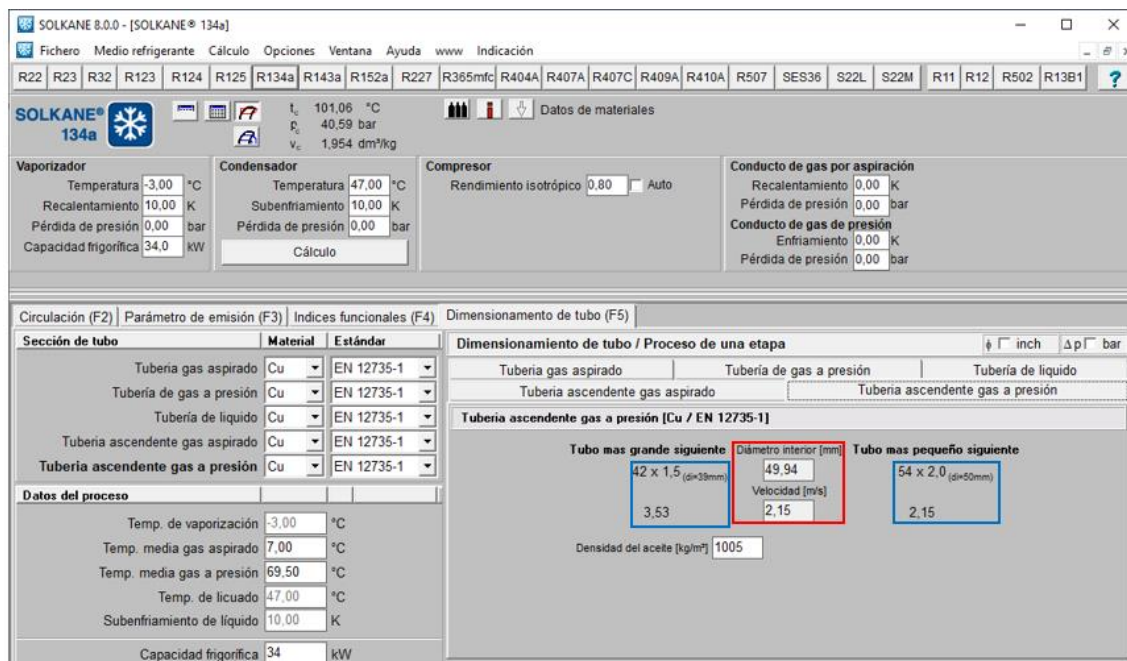 SOLKANE 8.0.0 - [SOLKANE® 134a]
Fichero Medio refrigerante Cálculo Opciones Ventana Ayuda www Indicación
R22 R23 R32 R123 R124 R125 R134a R143a R152a R227 R365mfc R404A R407A R407C R409A R410A R507 SES36 S22L S22M R11 R12 R502 R13B1 ?
SOLKANE® 134a
tc 101,06 °C
pc 40,59 bar
vc 1,954 dm³/kg
Datos de materiales
Vaporizador
Temperatura -3,00 °C
Recalentamiento 10,00 K
Pérdida de presión 0,00 bar
Capacidad frigorífica 34,0 kW
Condensador
Temperatura 47,00 °C
Subenfriamiento 10,00 K
Pérdida de presión 0,00 bar
Cálculo
Compresor
Rendimiento isotrópico 0,80 Auto
Conducto de gas por aspiración
Recalentamiento 0,00 K
Pérdida de presión 0,00 bar
Conducto de gas de presión
Enfriamiento 0,00 K
Pérdida de presión 0,00 bar
Circulación (F2) Parámetro de emisión (F3) Indices funcionales (F4) Dimensionamento de tubo (F5)
Sección de tubo Material Estándar
Tuberia gas aspirado Cu EN 12735-1
Tubería de gas a presión Cu EN 12735-1
Tubería de liquido Cu EN 12735-1
Tuberia ascendente gas aspirado Cu EN 12735-1
Tuberia ascendente gas a presión Cu EN 12735-1
Datos del proceso
Temp. de vaporización -3,00 °C
Temp. media gas aspirado 7,00 °C
Temp. media gas a presión 69,50 °C
Temp. de licuado 47,00 °C
Subenfriamiento de líquido 10,00 K
Capacidad frigorífica 34 kW
Dimensionamiento de tubo / Proceso de una etapa ϕ inch Δp bar
Tuberia gas aspirado Tubería de gas a presión Tubería de liquido
Tuberia ascendente gas aspirado Tuberia ascendente gas a presión
Tuberia ascendente gas a presión [Cu / EN 12735-1]
Tubo mas grande siguiente Diámetro interior [mm] Tubo mas pequeño siguiente
42 x 1,5 (di=39mm) 49,94 54 x 2,0 (di=50mm)
Velocidad [m/s]
3,53 2,15 2,15
Densidad del aceite [kg/m³] 1005